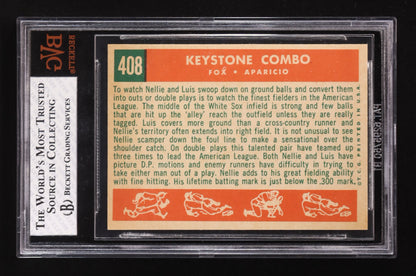 408
KEYSTONE COMBO
FOX • APARICIO
To watch Nellie and Luis swoop down on ground balls and convert them
into outs or double plays is to watch the finest fielders in the American
League. The middle of the White Sox infield is strong and few balls
that are hit up the 'alley' reach the outfield unless they are real
taggs. Luis covers more ground than a cross-country runner and
Nellie's territory often extends into right field. It is not unusual to see
Nellie scamper down the foul line to make a sensational over the
shoulder catch. On double plays this talented pair have teamed up
three times to lead the American League. Both Nellie and Luis have
picture D.P. motions and enemy runners have difficulty in trying to
take either man out of a play. Nellie adds to his great fielding ability
with fine hitting. His lifetime batting mark is just below the .300 mark.
©T.C.G. PRINTED IN U.S.A.
BECKETT
BVG
THE WORLD'S MOST TRUSTED
SOURCE IN COLLECTING
BECKETT GRADING SERVICES